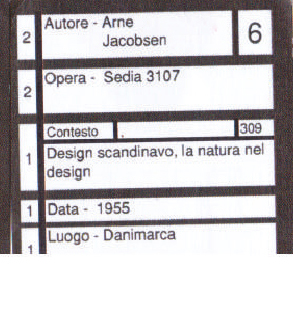 2 Autore - Arne 6
Jacobsen
2 Opera - Sedia 3107
Contesto . 309
1 Design scandinavo, la natura nel
design
1 Data - 1955
1 Luogo - Danimarca